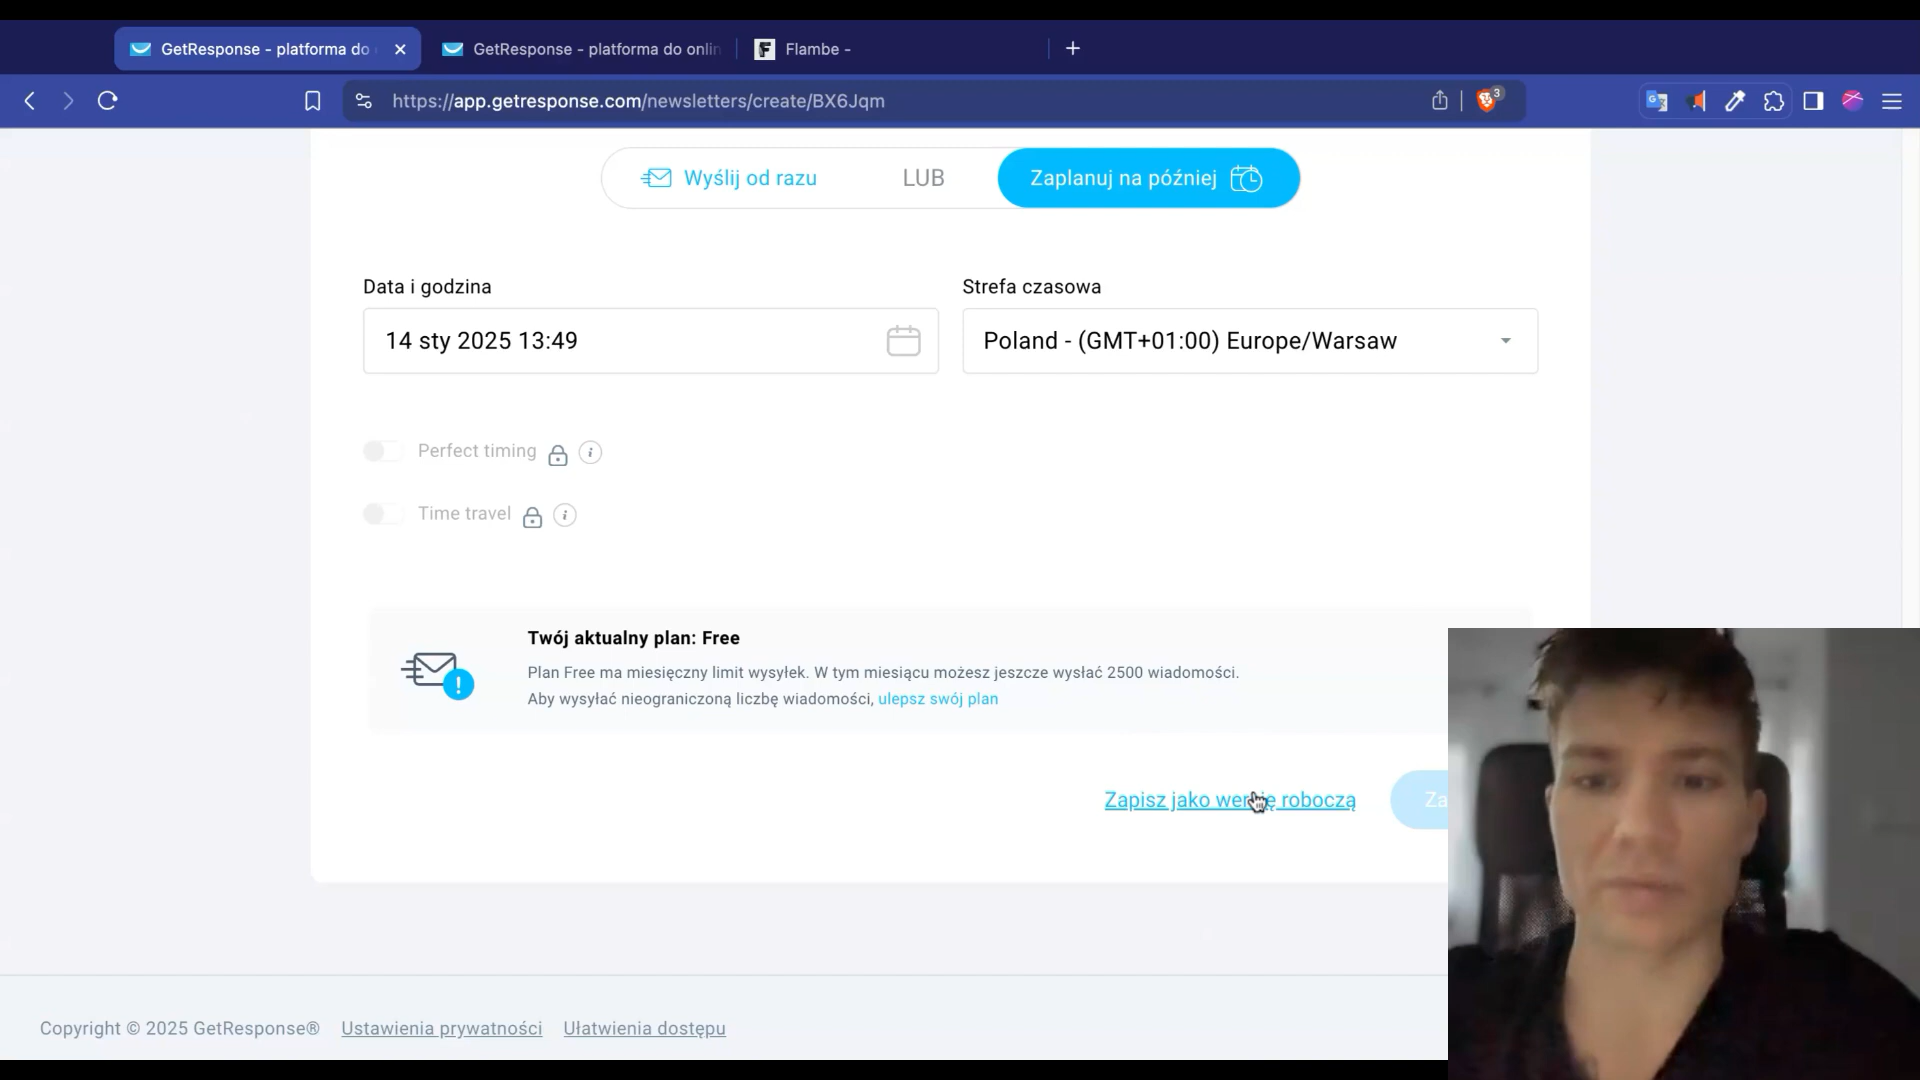 GetResponse - platforma do
GetResponse - platforma do onlin
Flambe -
https://app.getresponse.com/newsletters/create/BX6Jqm
3
Wyślij od razu
LUB
Zaplanuj na później
Data i godzina
Strefa czasowa
14 sty 2025 13:49
Poland - (GMT+01:00) Europe/Warsaw
Perfect timing
Time travel
Twój aktualny plan: Free
Plan Free ma miesięczny limit wysyłek. W tym miesiącu możesz jeszcze wysłać 2500 wiadomości.
Aby wysyłać nieograniczoną liczbę wiadomości, ulepsz swój plan
Zapisz jako wersję roboczą
Za
Copyright © 2025 GetResponse®
Ustawienia prywatności
Ułatwienia dostępu